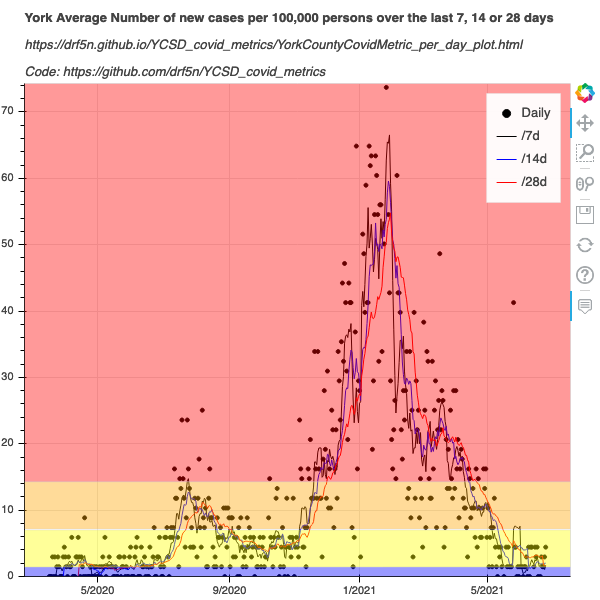 York Average Number of new cases per 100,000 persons over the last 7, 14 or 28 days
https://drf5n.github.io/YCSD_covid_metrics/YorkCountyCovidMetric_per_day_plot.html
Code: https://github.com/drf5n/YCSD_covid_metrics
Daily
/7d
/14d
/28d
70
60
50
40
30
20
10
0
5/2020
9/2020
1/2021
5/2021